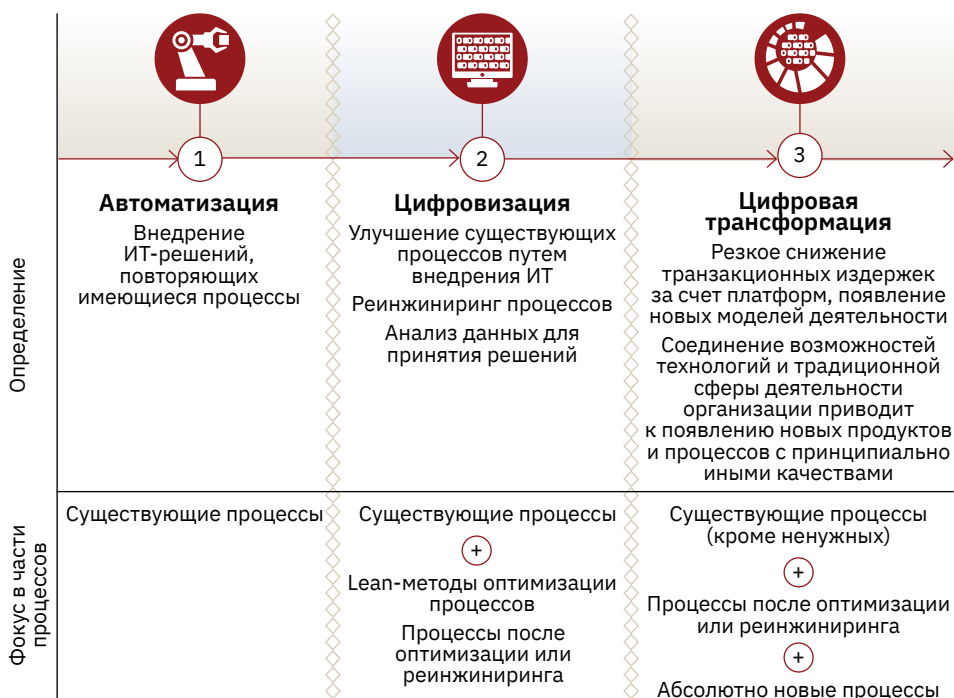 1
2
3
Автоматизация
Цифровизация
Цифровая
трансформация
Определение
Внедрение
ИТ-решений,
повторяющих
имеющиеся процессы
Улучшение существующих
процессов путем
внедрения ИТ
Реинжиниринг процессов
Анализ данных для
принятия решений
Резкое снижение
транзакционных издержек
за счет платформ, появление
новых моделей деятельности
Соединение возможностей
технологий и традиционной
сферы деятельности
организации приводит
к появлению новых продуктов
и процессов с принципиально
иными качествами
Фокус в части
процессов
Существующие процессы
Существующие процессы
+
Lean-методы оптимизации
процессов
Процессы после
оптимизации или
реинжиниринга
Существующие процессы
(кроме ненужных)
+
Процессы после оптимизации
или реинжиниринга
+
Абсолютно новые процессы